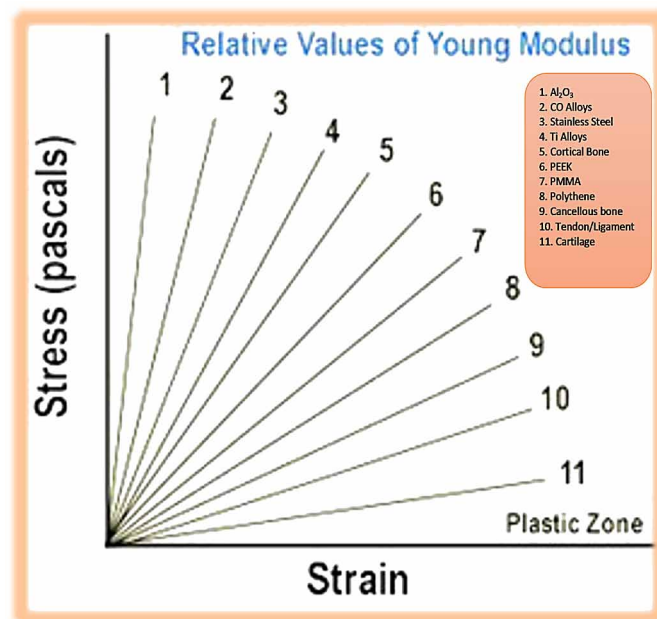 Relative Values of Young Modulus
1
2
3
4
5
6
7
8
9
10
11
1. Al₂O₃
2. CO Alloys
3. Stainless Steel
4. Ti Alloys
5. Cortical Bone
6. PEEK
7. PMMA
8. Polythene
9. Cancellous bone
10. Tendon/Ligament
11. Cartilage
Stress (pascals)
Plastic Zone
Strain